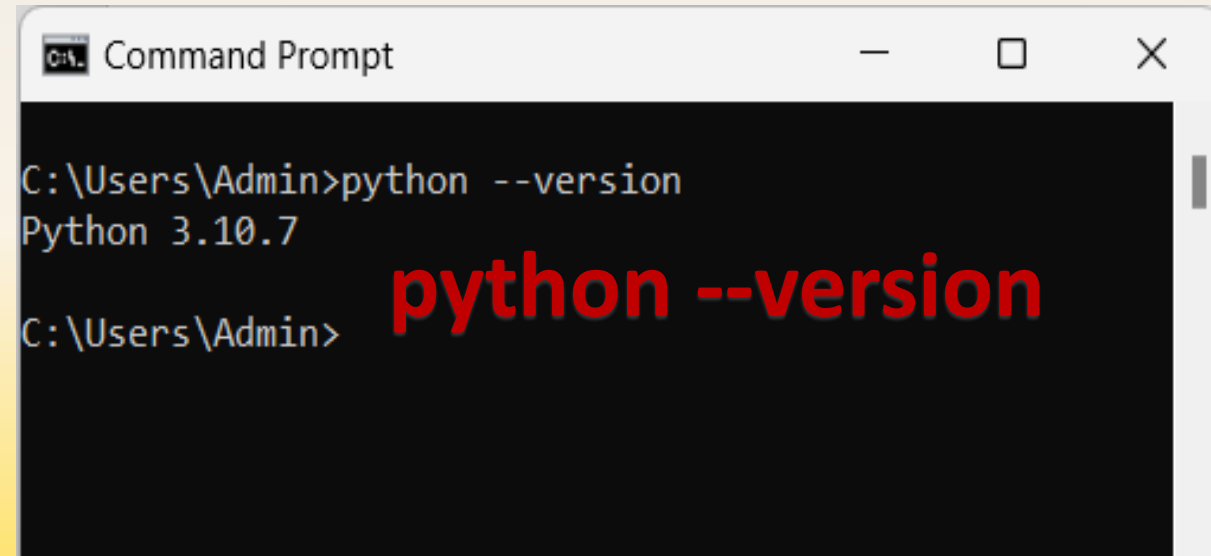 Command Prompt
C:\Users\Admin>python --version
Python 3.10.7
python --version
C:\Users\Admin>